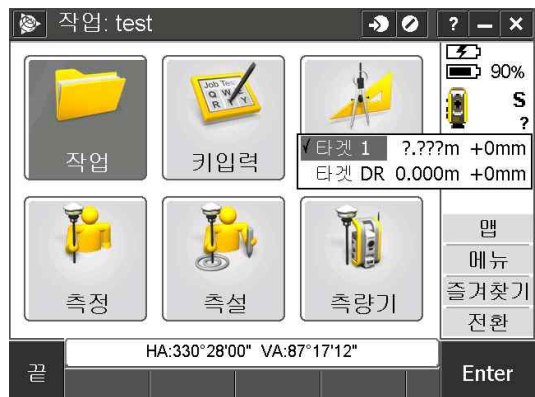 작업: test
? – ×
90%
S
?
작업
키입력
✓ 타겟 1 ?.???m +0mm
타겟 DR 0.000m +0mm
측정
측설
측량기
맵
메뉴
즐겨찾기
전환
HA:330°28'00" VA:87°17'12"
끝
Enter